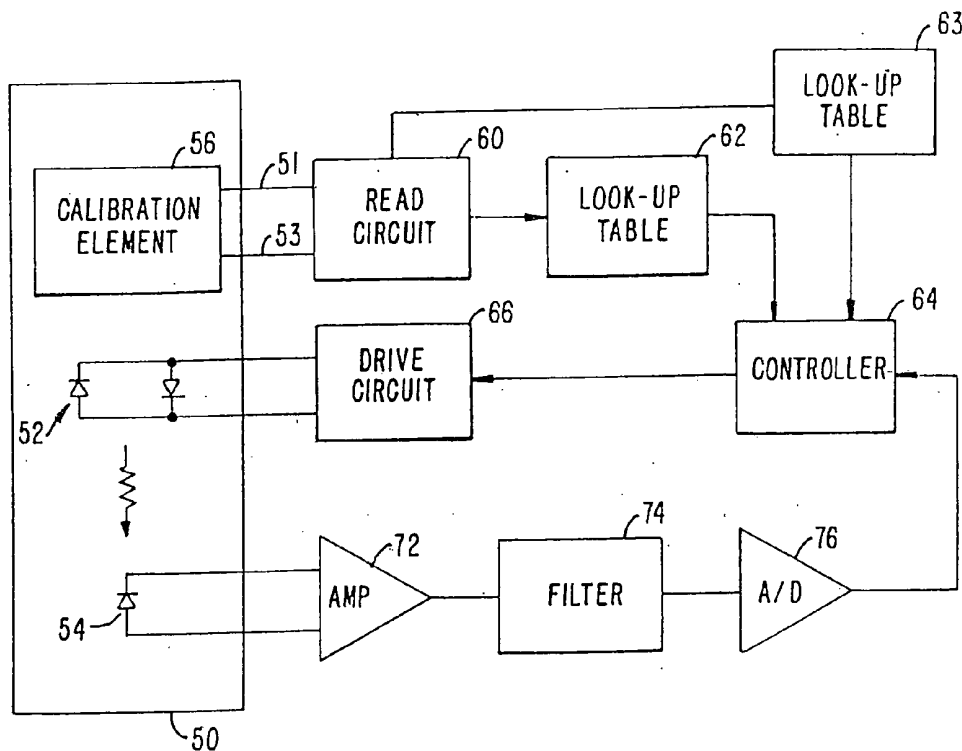 63
LOOK-UP
TABLE
56
60
62
51
CALIBRATION
ELEMENT
READ
CIRCUIT
LOOK-UP
TABLE
53
66
64
DRIVE
CIRCUIT
CONTROLLER
52
72
74
76
AMP
FILTER
A/D
54
50